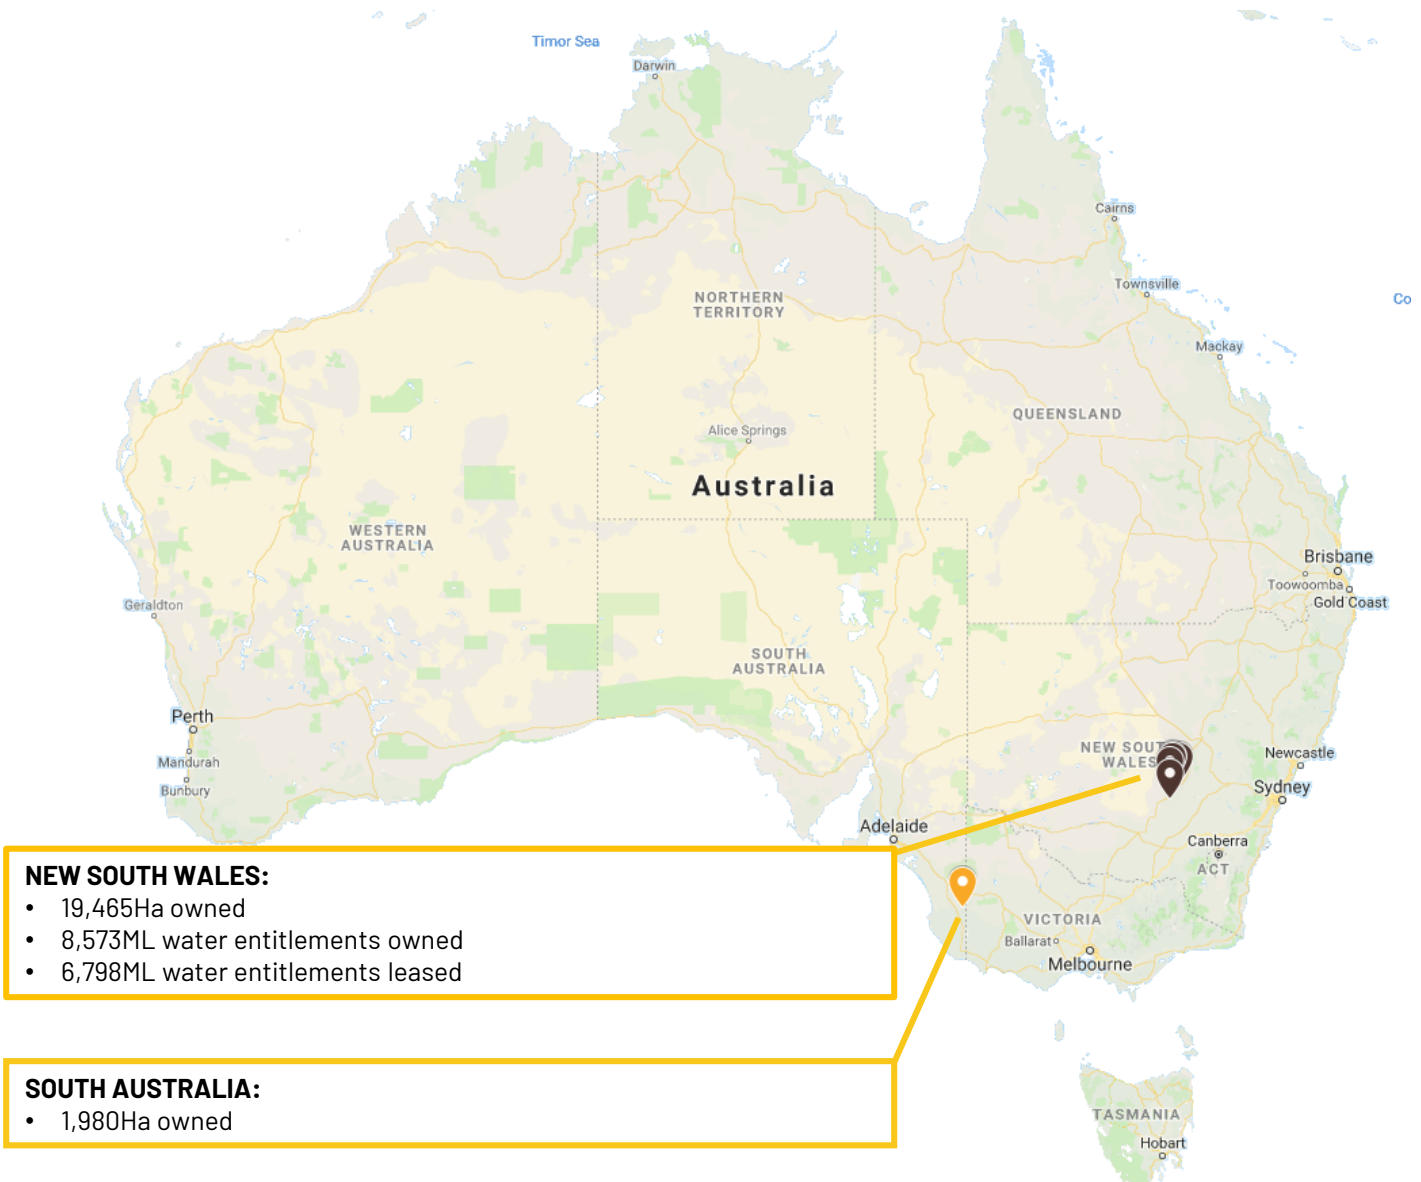 Timor Sea
Darwin
Cairns
Townsville
Co
NORTHERN
TERRITORY
Mackay
QUEENSLAND
Alice Springs
Australia
WESTERN
AUSTRALIA
Brisbane
Toowoomba
Gold Coast
Geraldton
SOUTH
AUSTRALIA
Perth
Mandurah
Bunbury
NEW SOUT
WALES
Newcastle
Sydney
Adelaide
Canberra
ACT
NEW SOUTH WALES:
• 19,465Ha owned
• 8,573ML water entitlements owned
• 6,798ML water entitlements leased
VICTORIA
Ballarat
Melbourne
SOUTH AUSTRALIA:
• 1,980Ha owned
TASMANIA
Hobart